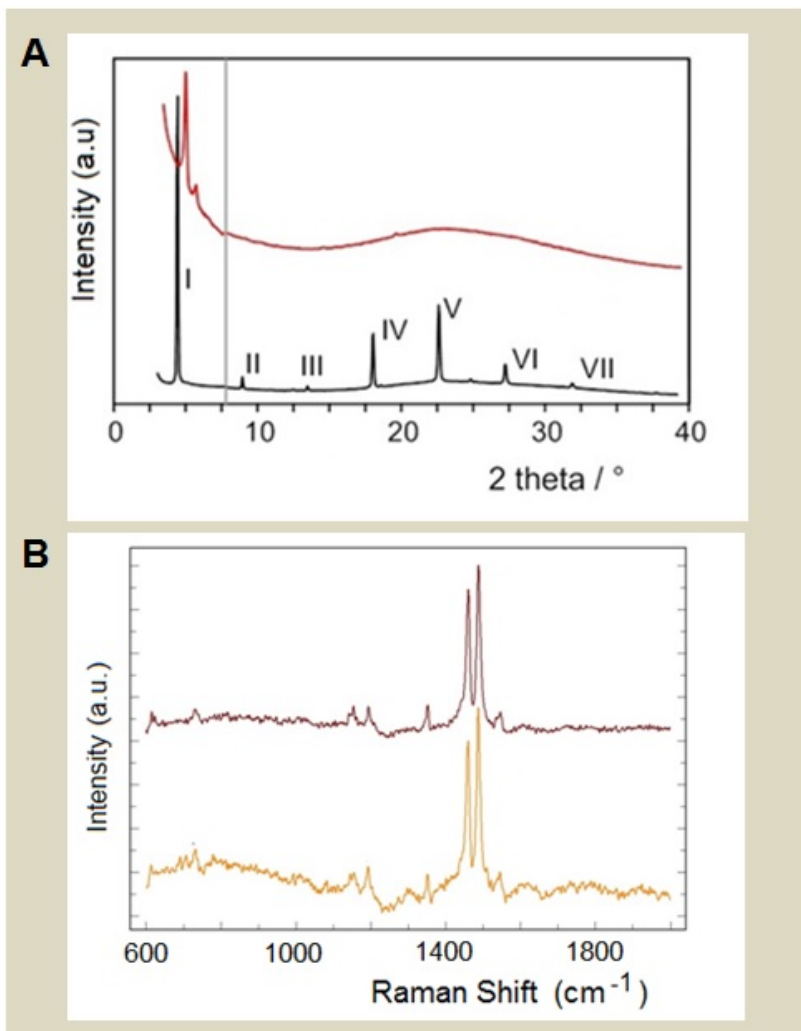 A
Intensity (a.u)
I
II
III
IV
V
VI
VII
0
10
20
30
40
2 theta / °
B
Intensity (a.u.)
600
1000
1400
1800
Raman Shift (cm⁻¹)